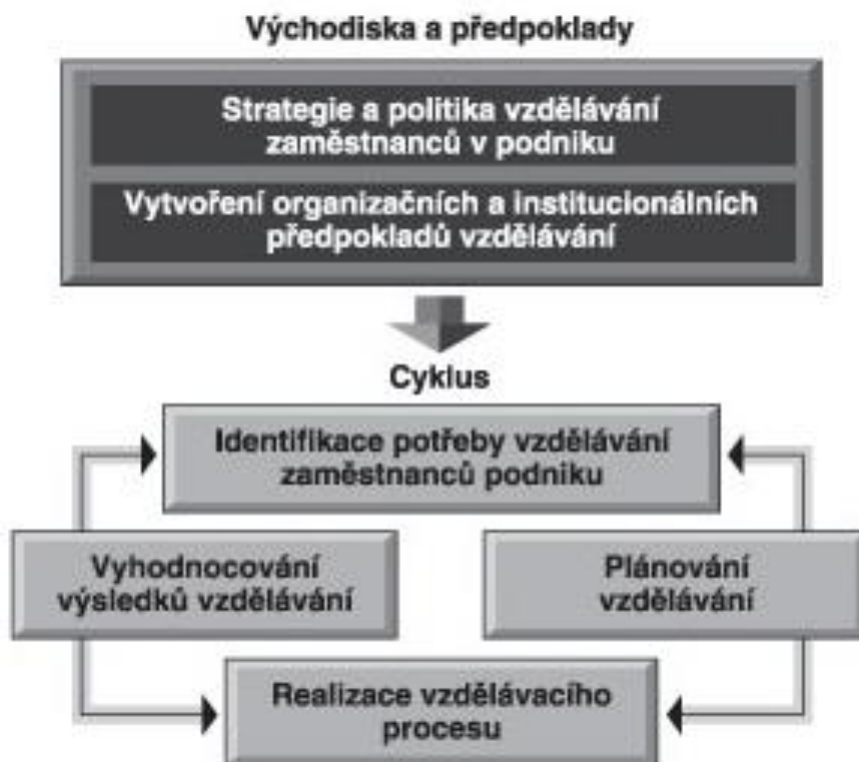 Východiska a předpoklady
Strategie a politika vzdělávání
zaměstnanců v podniku
Vytvoření organizačních a institucionálních
předpokladů vzdělávání
Cyklus
Identifikace potřeby vzdělávání
zaměstnanců podniku
Vyhodnocování
výsledků vzdělávání
Plánování
vzdělávání
Realizace vzdělávacího
procesu